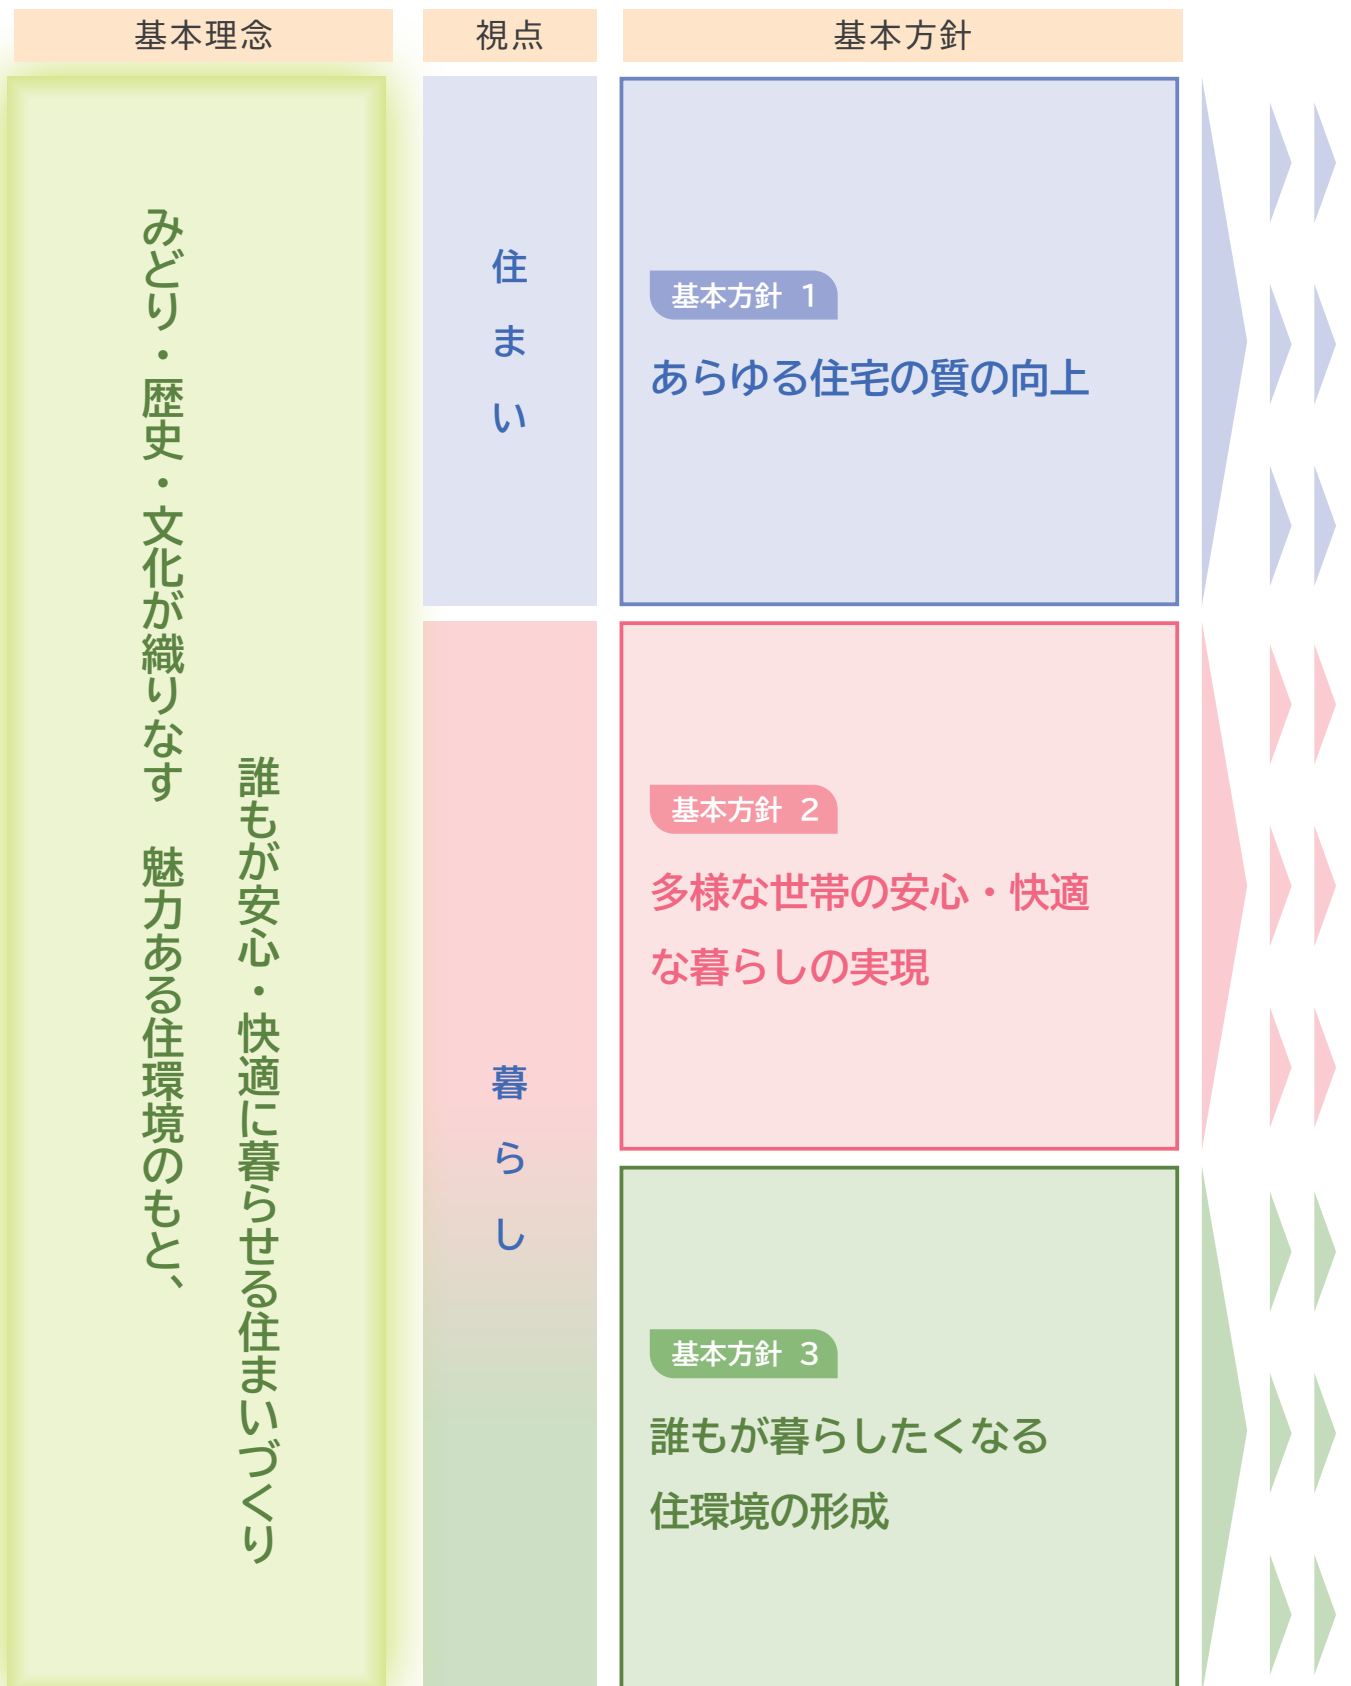 基本理念
視点
基本方針
みどり・歴史・文化が織りなす　魅力ある住環境のもと、
誰もが安心・快適に暮らせる住まいづくり
住まい
暮らし
基本方針 1
あらゆる住宅の質の向上
基本方針 2
多様な世帯の安心・快適
な暮らしの実現
基本方針 3
誰もが暮らしたくなる
住環境の形成